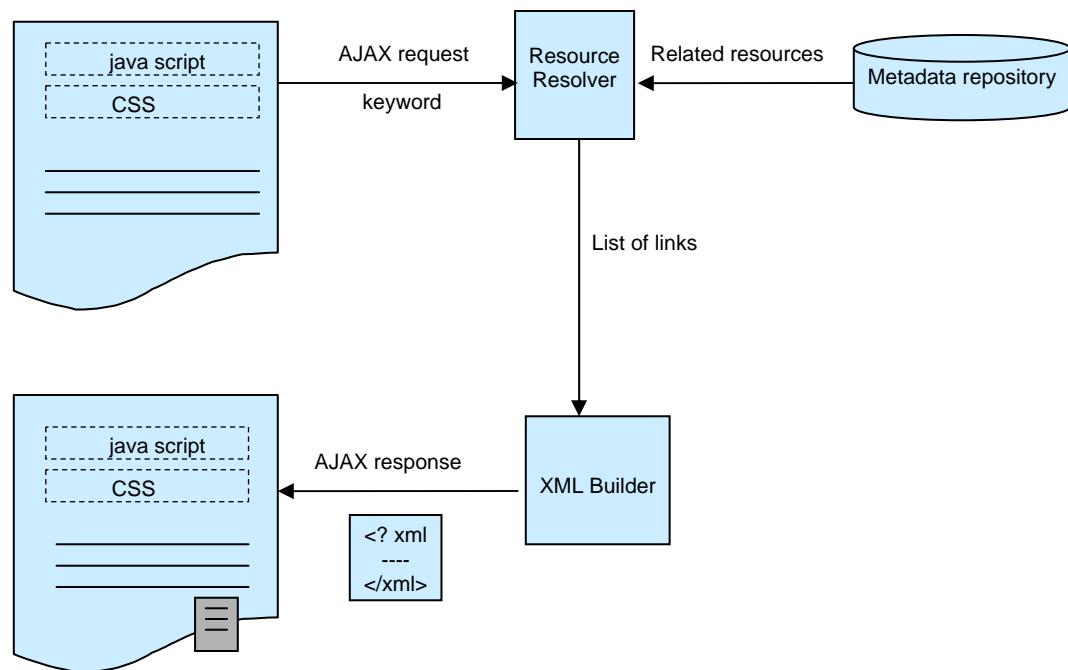 java script
CSS
AJAX request
keyword
Resource
Resolver
Related resources
Metadata repository
List of links
java script
CSS
AJAX response
<? xml
----
</xml>
XML Builder